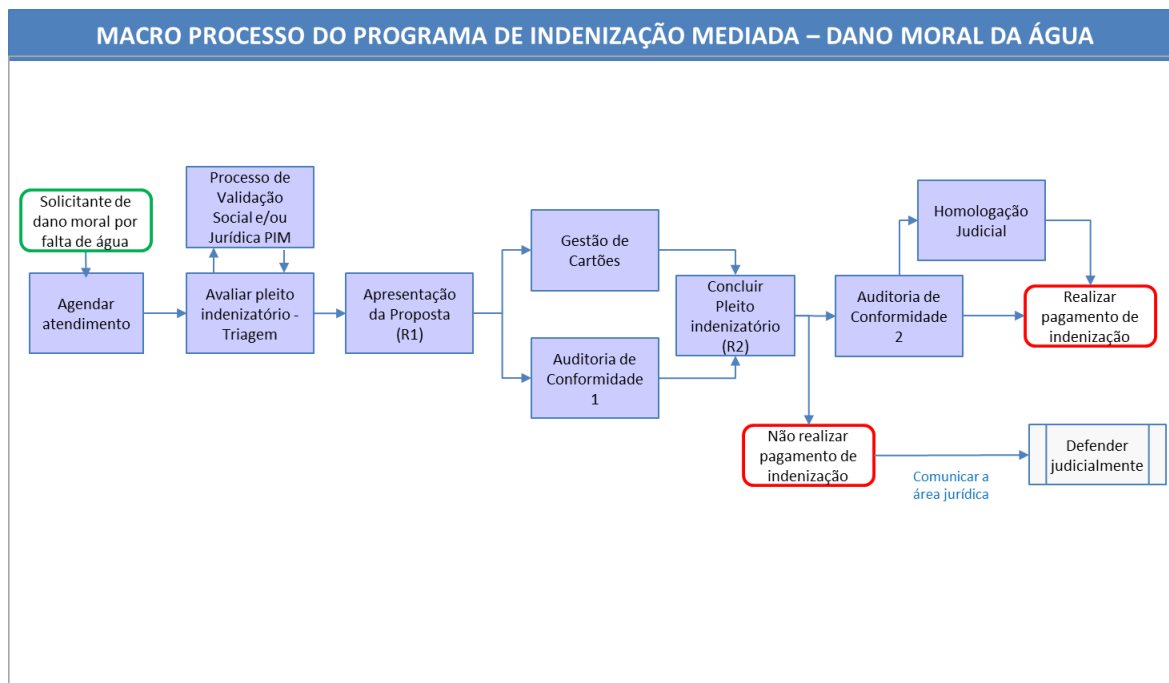 MACRO PROCESSO DO PROGRAMA DE INDENIZAÇÃO MEDIADA – DANO MORAL DA ÁGUA
Solicitante de
dano moral por
falta de água
Agendar
atendimento
Processo de
Validação
Social e/ou
Jurídica PIM
Avaliar pleito
indenizatório -
Triagem
Apresentação
da Proposta
(R1)
Gestão de
Cartões
Auditoria de
Conformidade
1
Concluir
Pleito
indenizatório
(R2)
Auditoria de
Conformidade
2
Homologação
Judicial
Realizar
pagamento de
indenização
Não realizar
pagamento de
indenização
Comunicar a
área jurídica
Defender
judicialmente